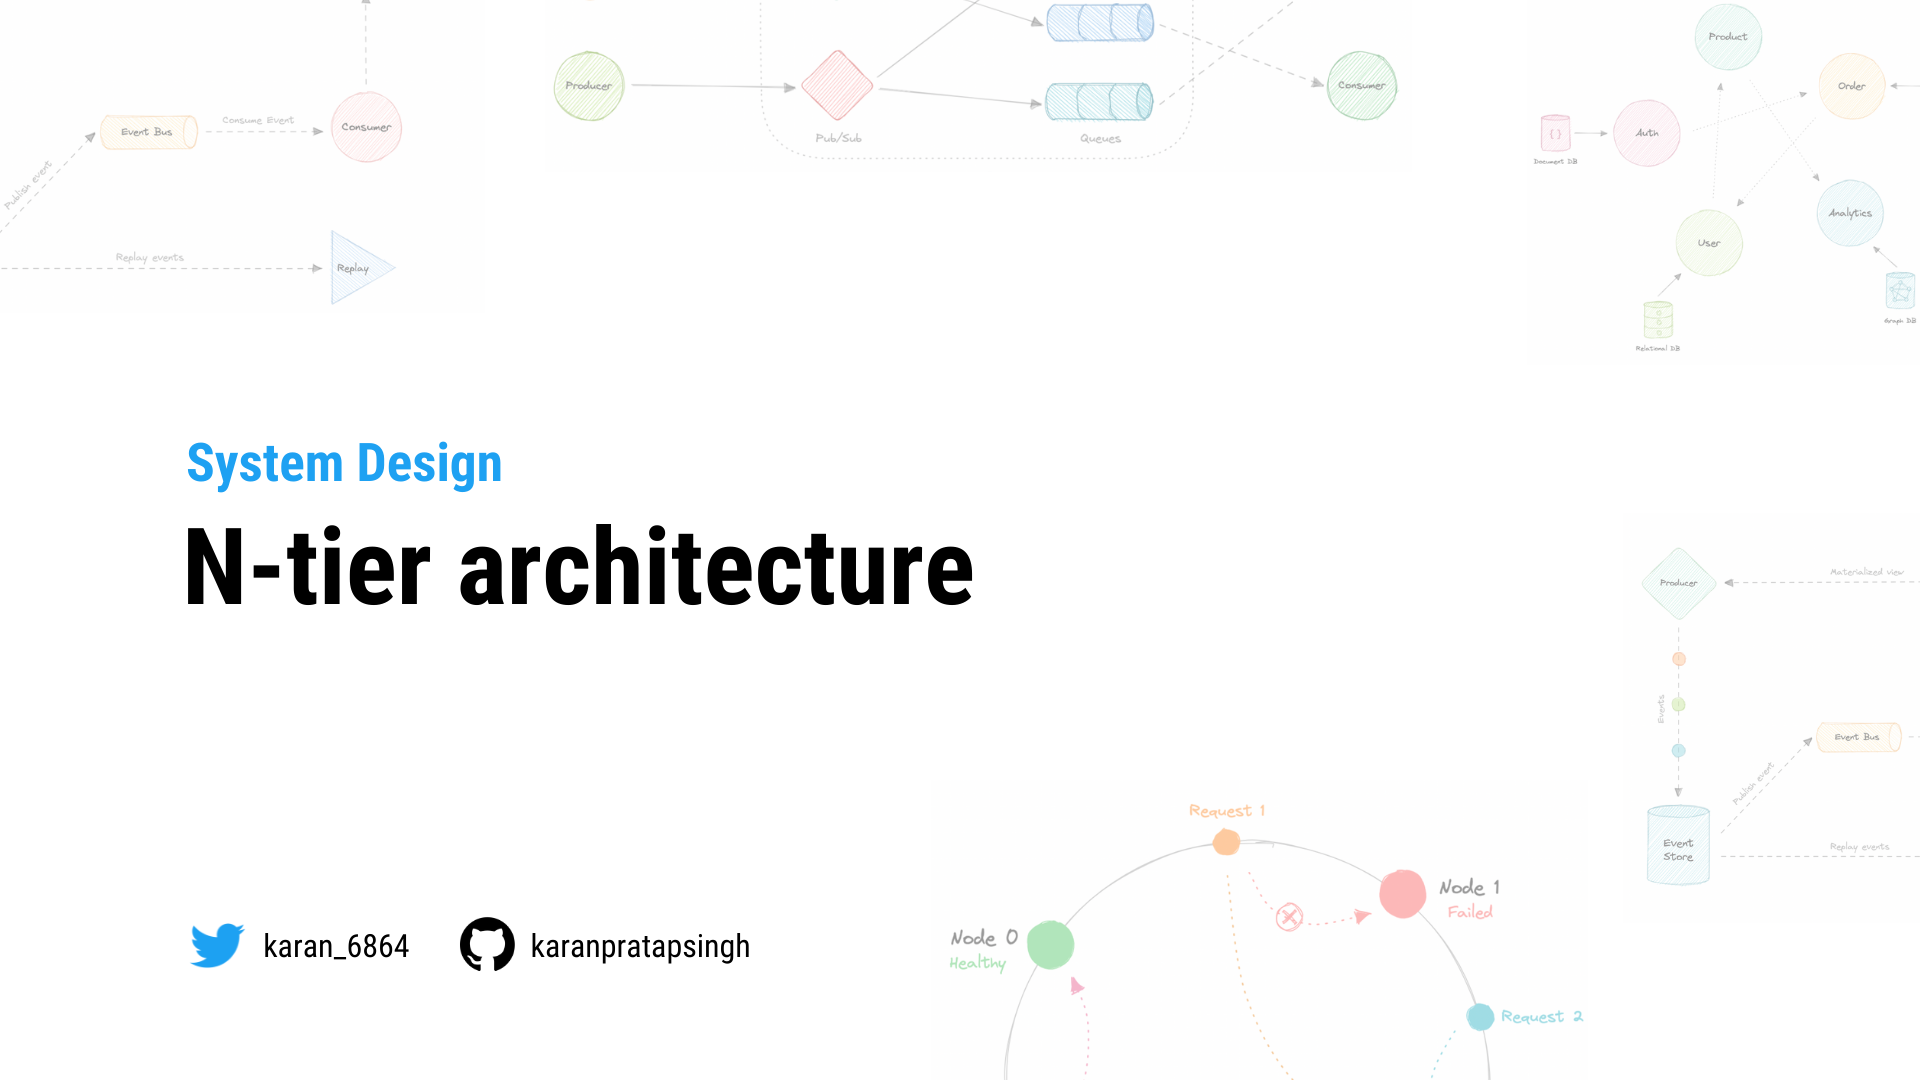 Event Bus
Consume Event
Consumer
Publish event
Replay events
Replay
Producer
Pub/Sub
Queues
Consumer
Product
Order
Auth
Document DB
{ }
Analytics
User
Graph DB
Relational DB
System Design
N-tier architecture
karan_6864
karanpratapsingh
Producer
Materialized view
Events
Event Bus
Publish event
Event
Store
Replay events
Request 1
Node 1
Failed
Node 0
Healthy
Request 2